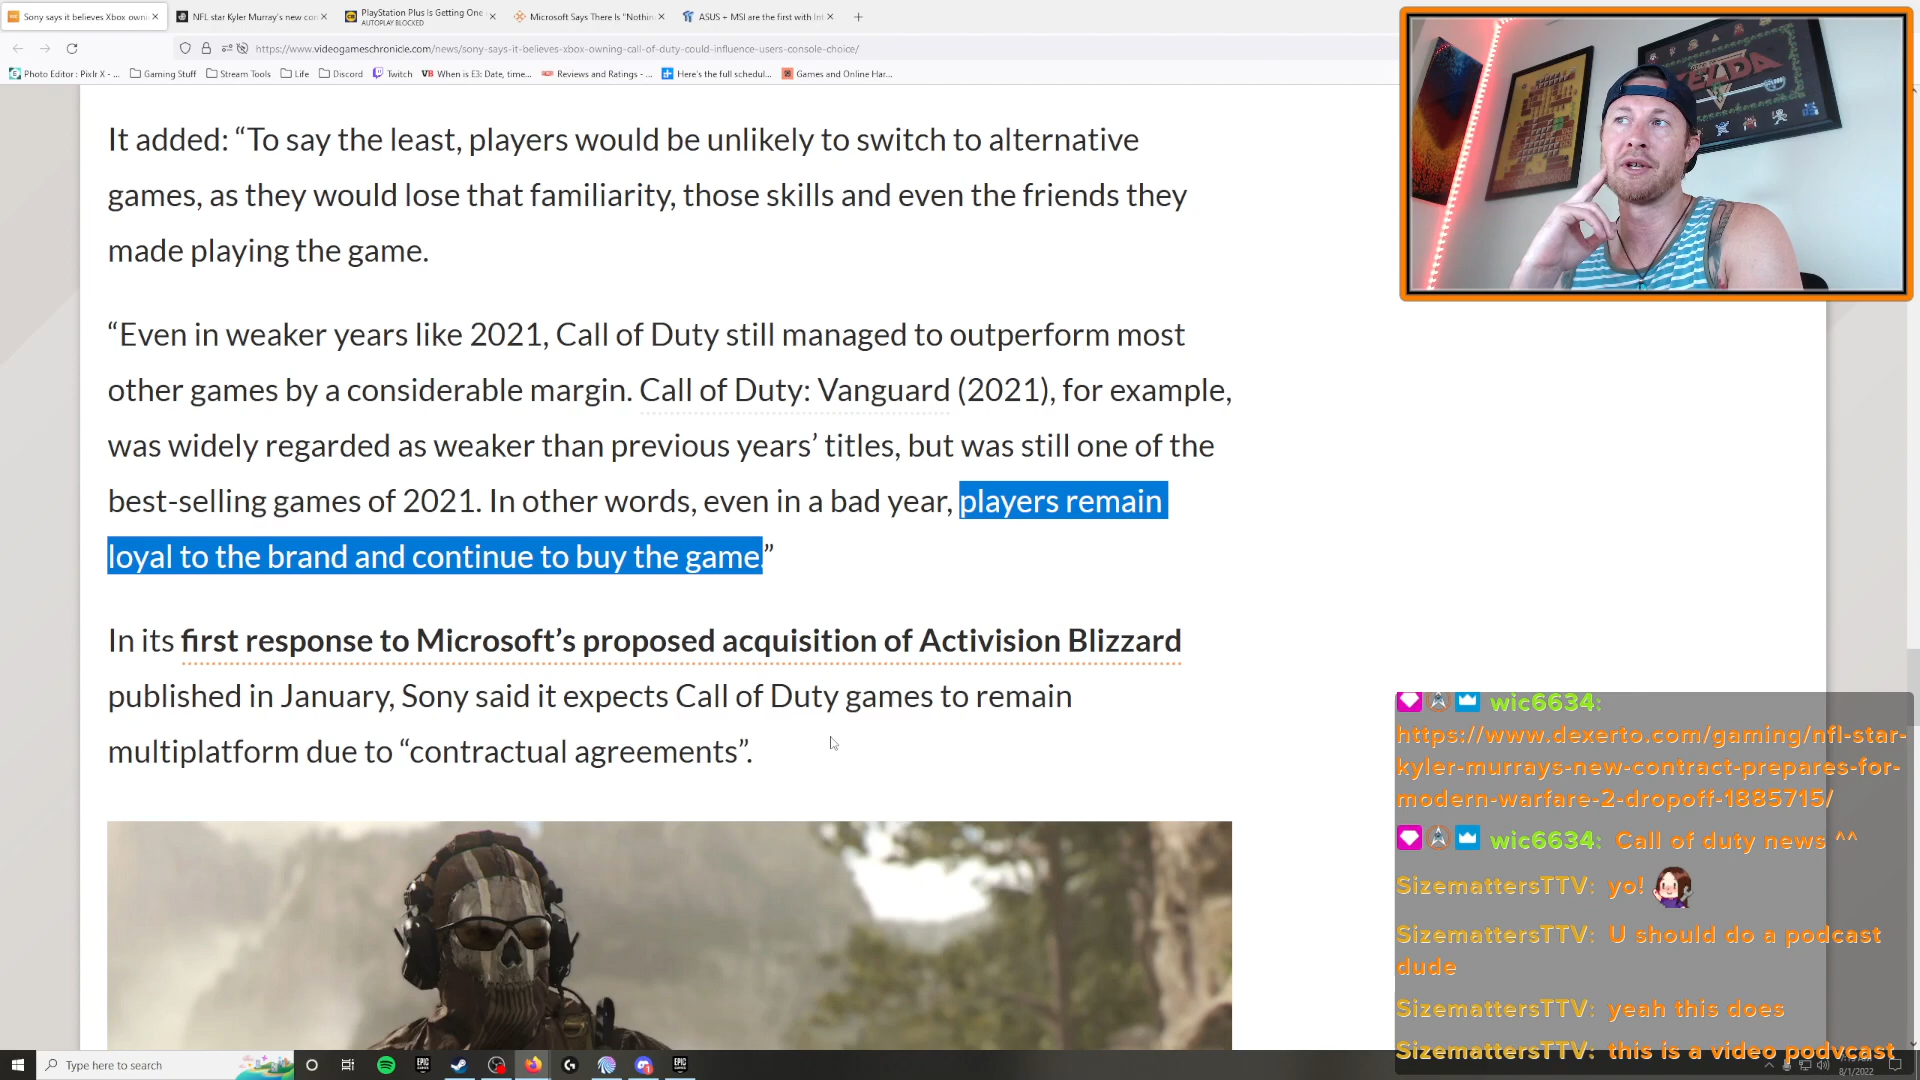 Sony says it believes Xbox owni
NFL star Kyler Murray's new con
PlayStation Plus Is Getting One
AUTOPLAY BLOCKED
Microsoft Says There Is "Nothin
ASUS + MSI are the first with Int
https://www.videogameschronicle.com/news/sony-says-it-believes-xbox-owning-call-of-duty-could-influence-users-console-choice/
Photo Editor : Pixlr X - ...
Gaming Stuff
Stream Tools
Life
Discord
Twitch
When is E3: Date, time...
Reviews and Ratings - ...
Here's the full schedul...
Games and Online Har...
ZELDA
It added: “To say the least, players would be unlikely to switch to alternative
games, as they would lose that familiarity, those skills and even the friends they
made playing the game.
“Even in weaker years like 2021, Call of Duty still managed to outperform most
other games by a considerable margin. Call of Duty: Vanguard (2021), for example,
was widely regarded as weaker than previous years’ titles, but was still one of the
best-selling games of 2021. In other words, even in a bad year, players remain
loyal to the brand and continue to buy the game.”
In its first response to Microsoft’s proposed acquisition of Activision Blizzard
published in January, Sony said it expects Call of Duty games to remain
multiplatform due to “contractual agreements”.
wic6634:
https://www.dexerto.com/gaming/nfl-star-
kyler-murrays-new-contract-prepares-for-
modern-warfare-2-dropoff-1885715/
wic6634: Call of duty news ^^
SizemattersTTV: yo!
SizemattersTTV: U should do a podcast
dude
SizemattersTTV: yeah this does
SizemattersTTV: this is a video podvcast
Type here to search
8/1/2022